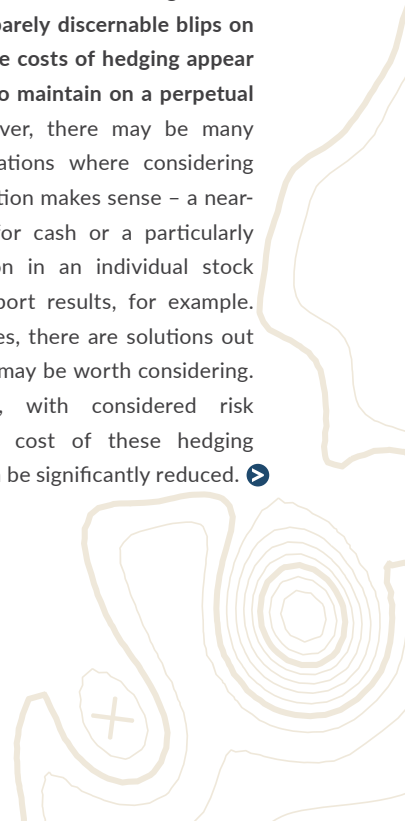 barely discernable blips on
e costs of hedging appear
o maintain on a perpetual
ver, there may be many
ations where considering
tion makes sense – a near-
for cash or a particularly
on in an individual stock
port results, for example.
es, there are solutions out
may be worth considering.
, with considered risk
cost of these hedging
be significantly reduced.